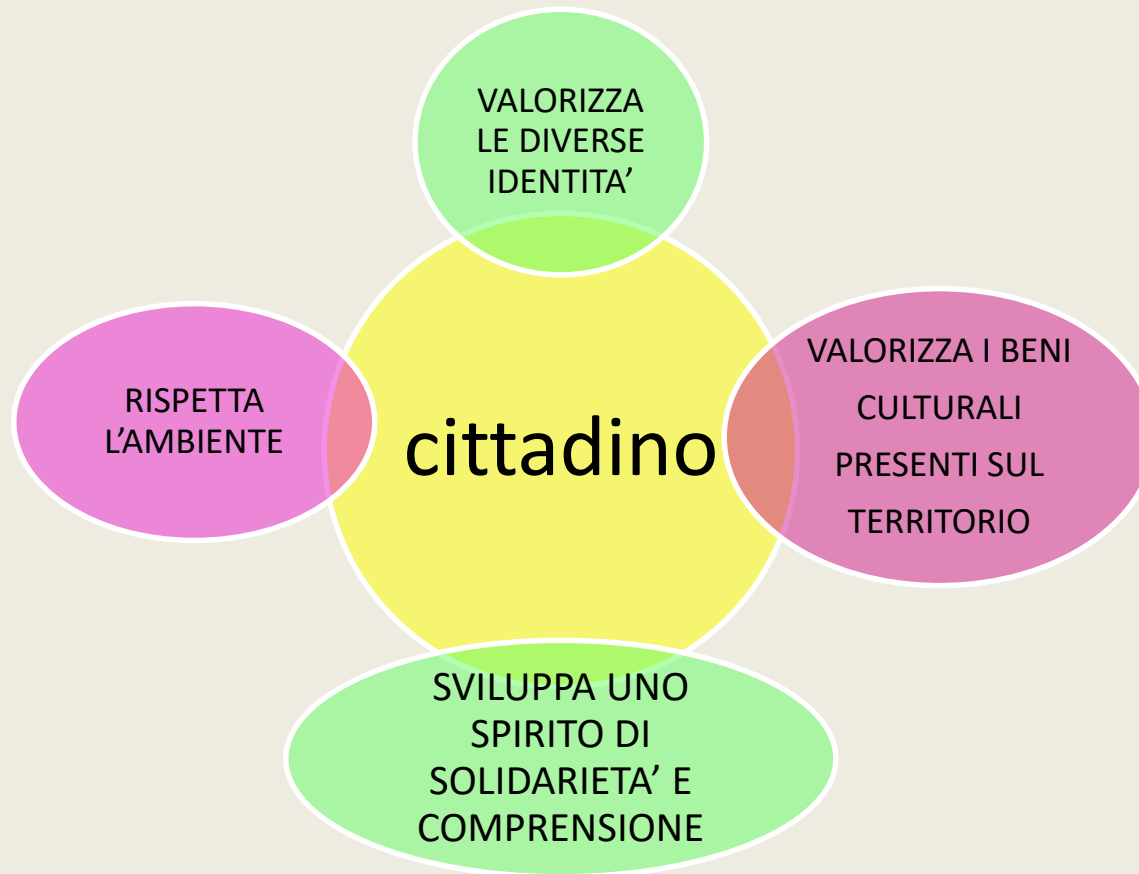 VALORIZZA
LE DIVERSE
IDENTITA’
RISPETTA
L’AMBIENTE
cittadino
VALORIZZA I BENI
CULTURALI
PRESENTI SUL
TERRITORIO
SVILUPPA UNO
SPIRITO DI
SOLIDARIETA’ E
COMPRENSIONE